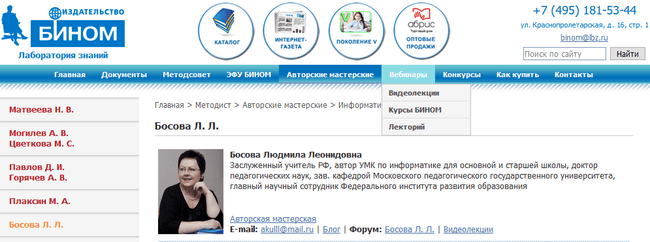 ИЗДАТЕЛЬСТВО
БИНОМ
Лаборатория знаний
КАТАЛОГ
ИНТЕРНЕТ-
ГАЗЕТА
ПОКОЛЕНИЕ V
абрис
Торговый дом
ОПТОВЫЕ
ПРОДАЖИ
+7 (495) 181-53-44
ул. Краснопролетарская, д. 16, стр. 1
binom@lbz.ru
Поиск по сайту Найти
Главная Документы Методсовет ЭФУ БИНОМ Авторские мастерские Вебинары Конкурсы Как купить Контакты
Видеолекции
Курсы БИНОМ
Лекторий
Матвеева Н. В.
Могилев А. В.
Цветкова М. С.
Павлов Д. И.
Горячев А. В.
Плаксин М. А.
Босова Л. Л.
Главная > Методист > Авторские мастерские > Информати
Босова Л. Л.
Босова Людмила Леонидовна
Заслуженный учитель РФ, автор УМК по информатике для основной и старшей школы, доктор
педагогических наук, зав. кафедрой Московского педагогического государственного университета,
главный научный сотрудник Федерального института развития образования
Авторская мастерская
E-mail: akulll@mail.ru | Блог | Форум: Босова Л. Л. | Видеолекции